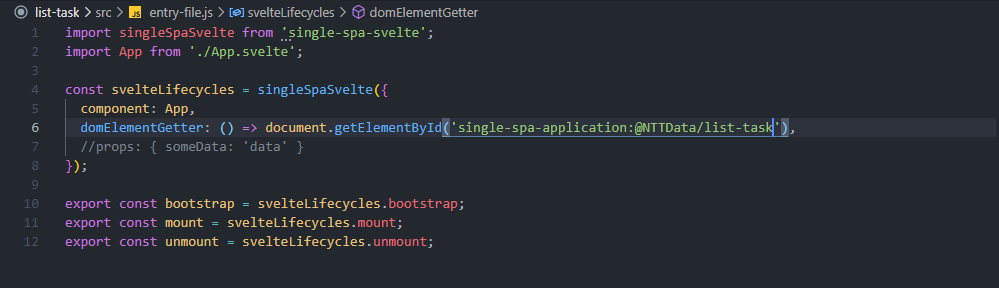 list-task > src > JS entry-file.js > svelteLifecycles > domElementGetter
1 import singleSpaSvelte from 'single-spa-svelte';
2 import App from './App.svelte';
3
4 const svelteLifecycles = singleSpaSvelte({
5 component: App,
6 domElementGetter: () => document.getElementById('single-spa-application:@NTTData/list-task'),
7 //props: { someData: 'data' }
8 });
9
10 export const bootstrap = svelteLifecycles.bootstrap;
11 export const mount = svelteLifecycles.mount;
12 export const unmount = svelteLifecycles.unmount;